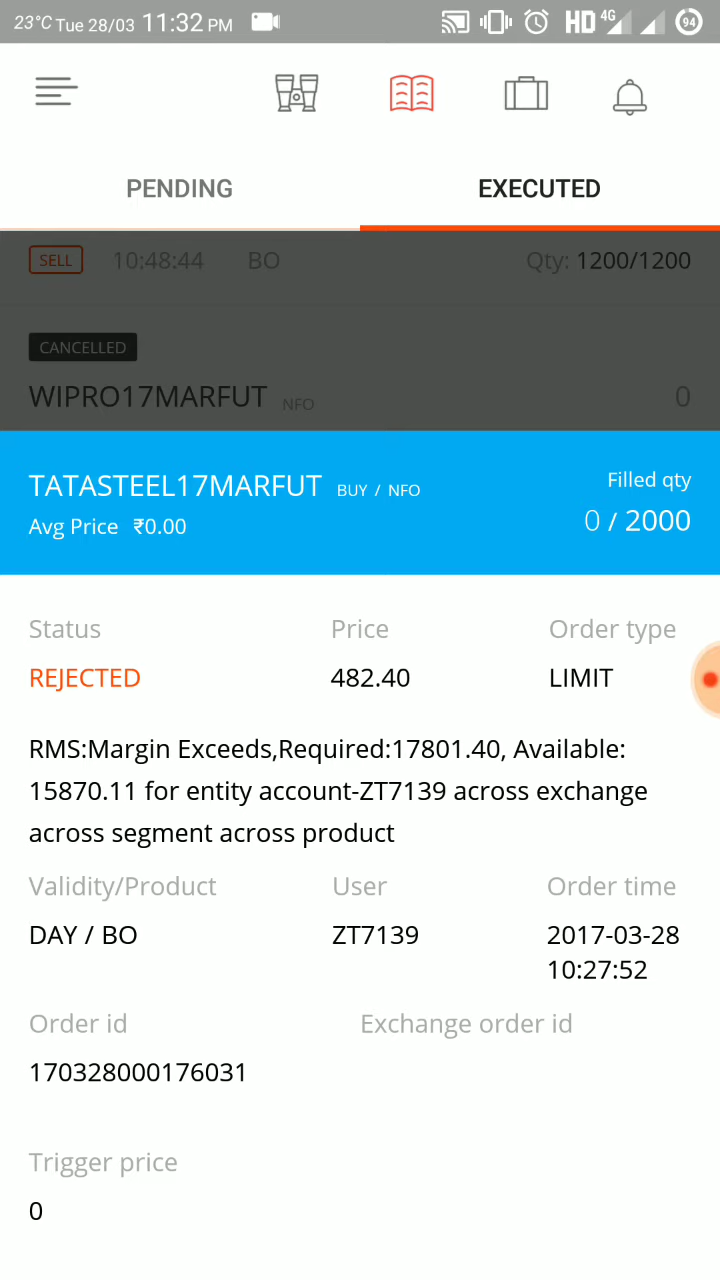 23°C Tue 28/03 11:32 PM HD 4G 94
PENDING EXECUTED
SELL 10:48:44 BO Qty: 1200/1200
CANCELLED
WIPRO17MARFUT NFO 0
TATASTEEL17MARFUT BUY / NFO Filled qty
Avg Price ₹0.00 0 / 2000
Status Price Order type
REJECTED 482.40 LIMIT
RMS:Margin Exceeds,Required:17801.40, Available:
15870.11 for entity account-ZT7139 across exchange
across segment across product
Validity/Product User Order time
DAY / BO ZT7139 2017-03-28
10:27:52
Order id Exchange order id
170328000176031
Trigger price
0